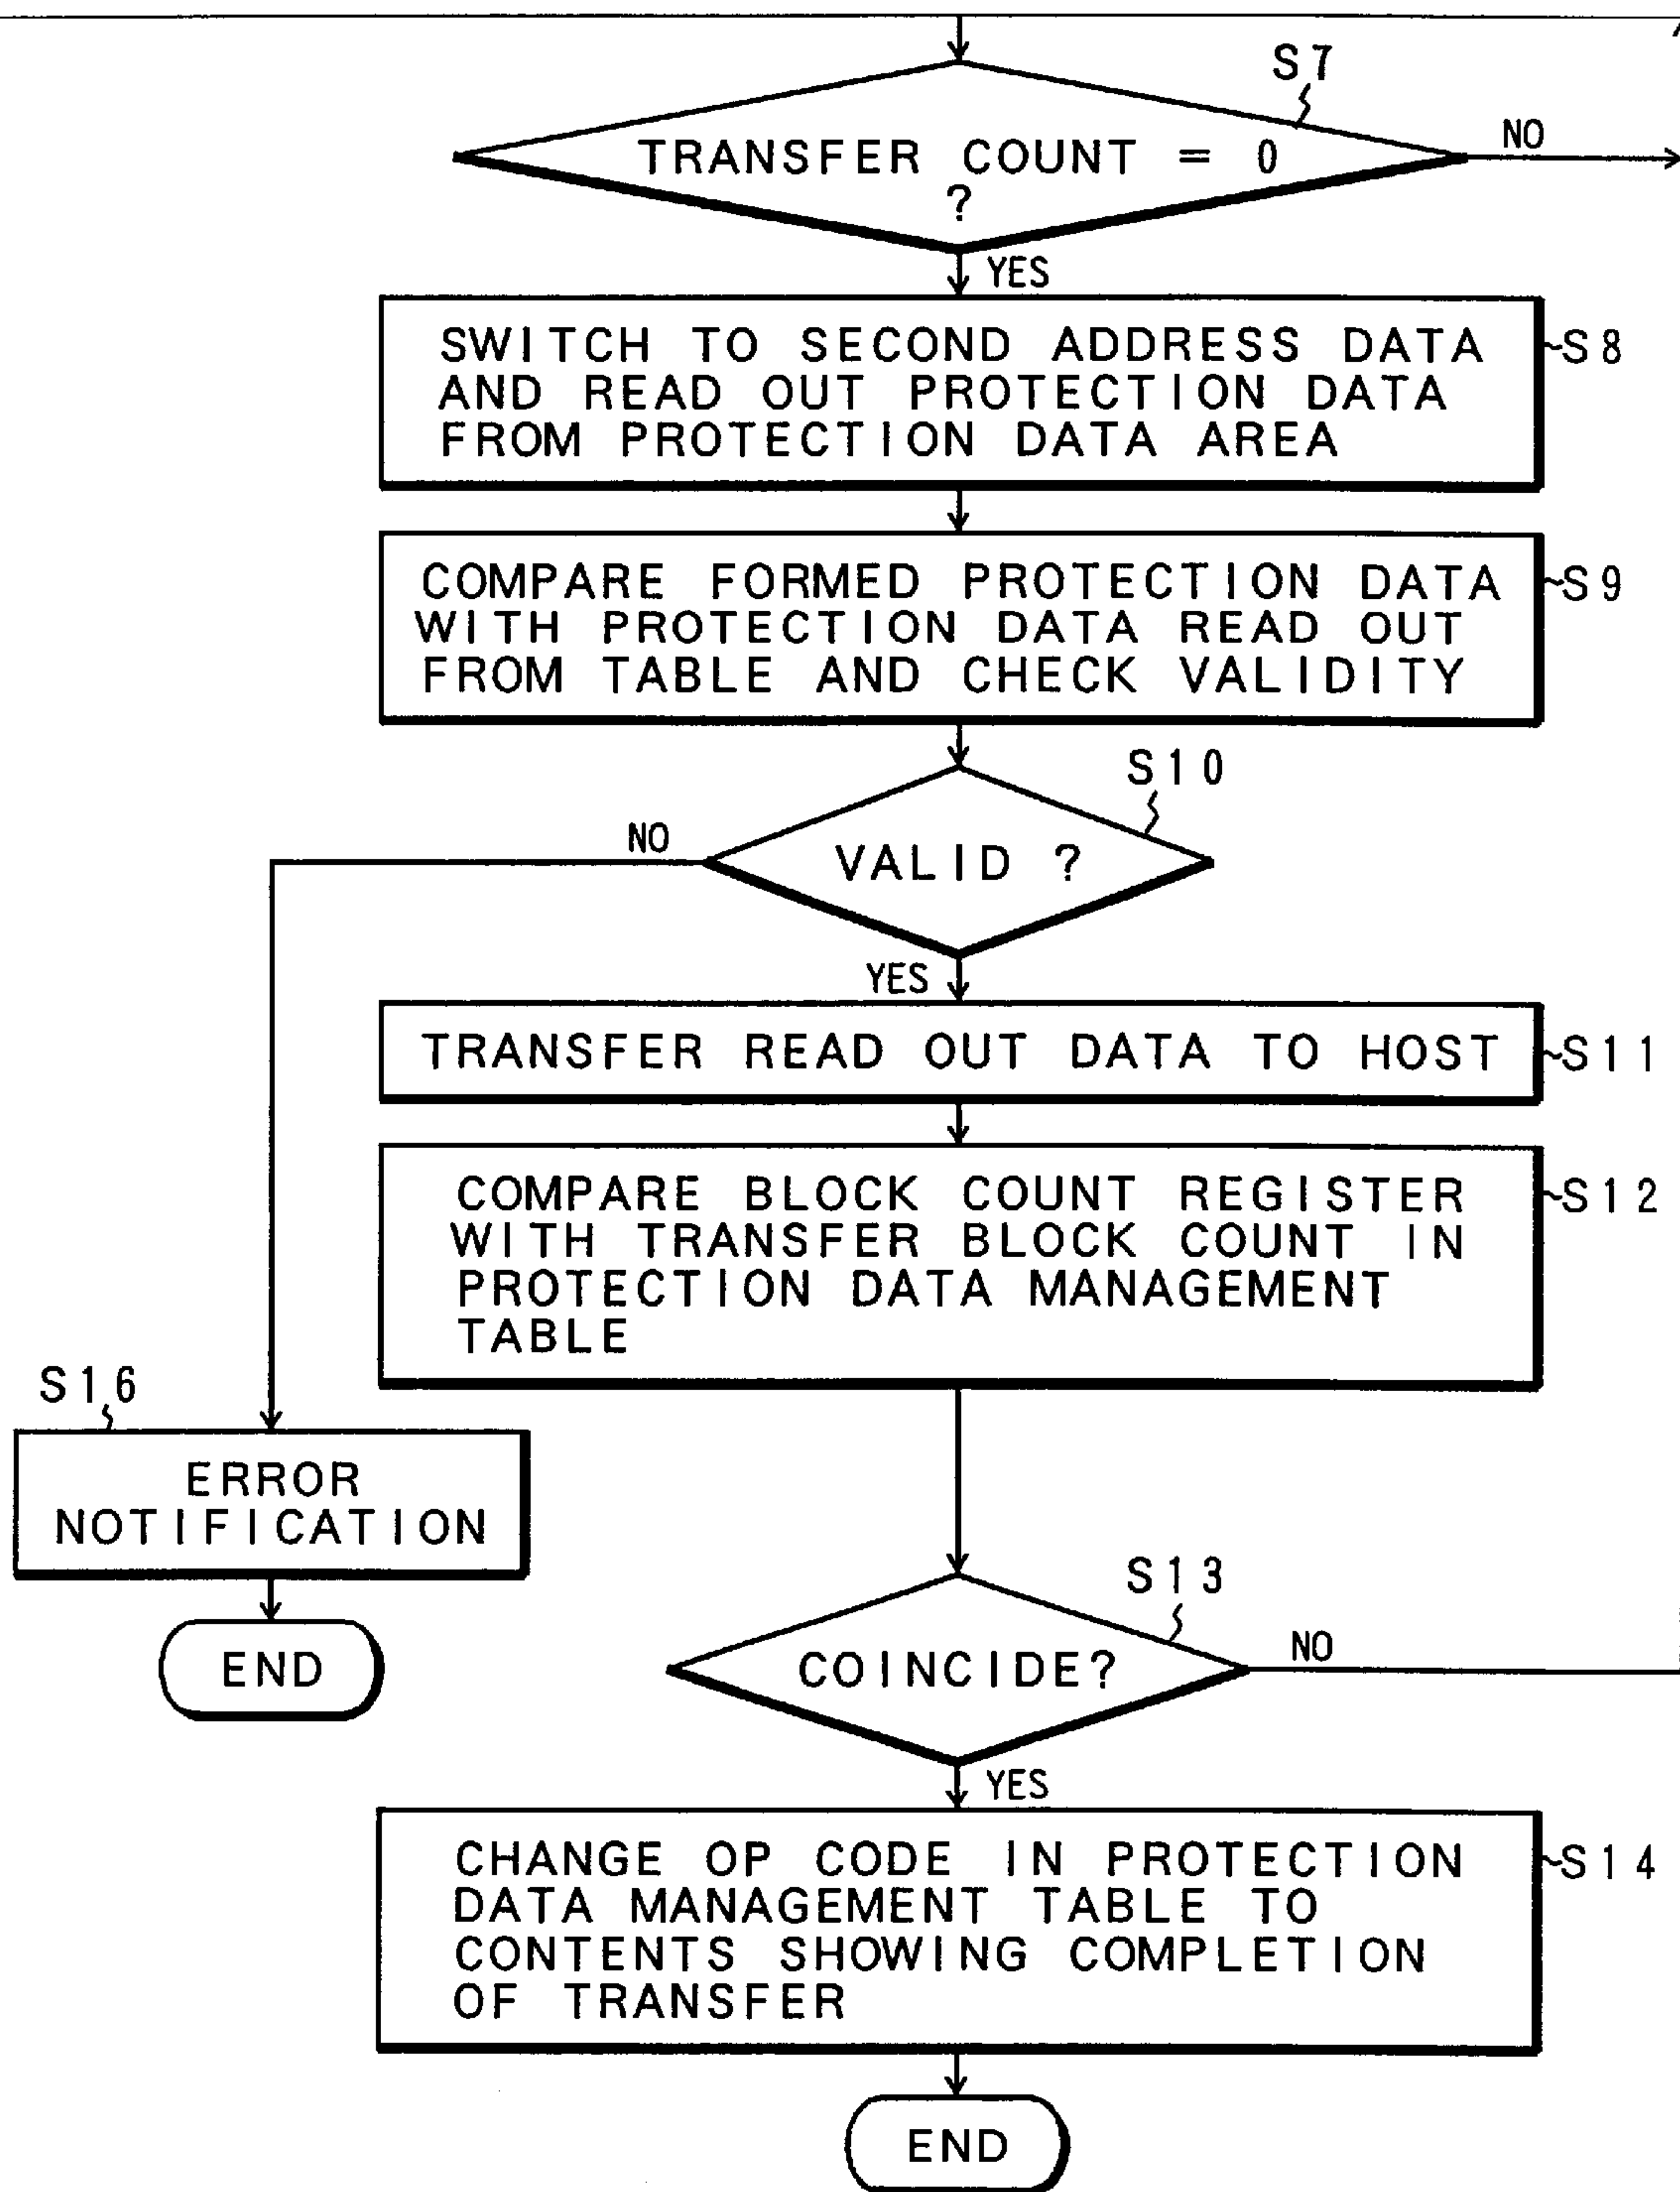 S7
TRANSFER COUNT = 0
?
NO
YES
SWITCH TO SECOND ADDRESS DATA
AND READ OUT PROTECTION DATA
FROM PROTECTION DATA AREA
S8
COMPARE FORMED PROTECTION DATA
WITH PROTECTION DATA READ OUT
FROM TABLE AND CHECK VALIDITY
S9
S10
NO
VALID ?
YES
TRANSFER READ OUT DATA TO HOST
S11
COMPARE BLOCK COUNT REGISTER
WITH TRANSFER BLOCK COUNT IN
PROTECTION DATA MANAGEMENT
TABLE
S12
S16
ERROR
NOTIFICATION
END
S13
COINCIDE?
NO
YES
CHANGE OP CODE IN PROTECTION
DATA MANAGEMENT TABLE TO
CONTENTS SHOWING COMPLETION
OF TRANSFER
S14
END